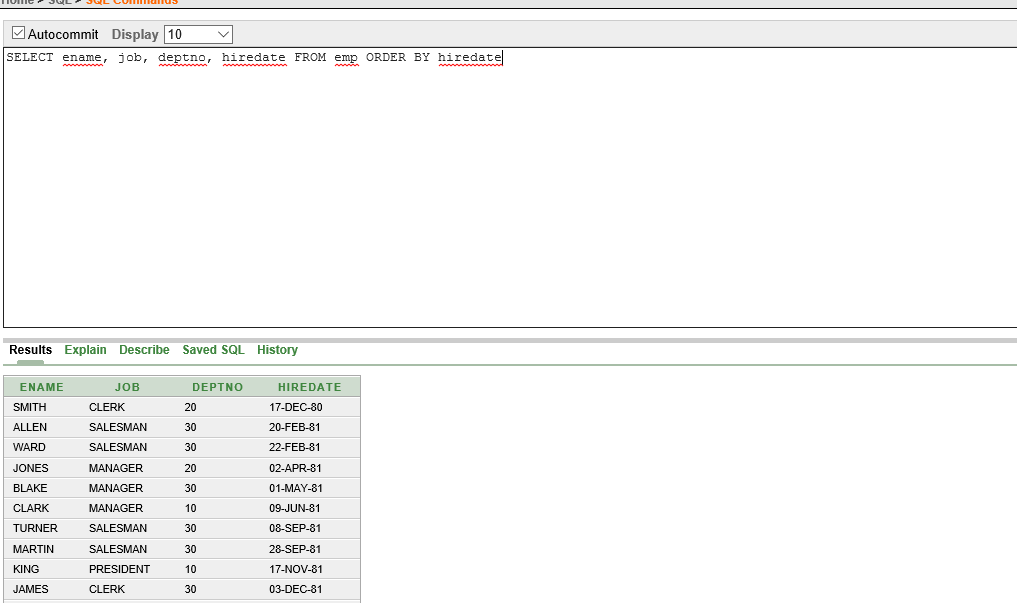 Home > SQL > SQL Commands
Autocommit Display 10
SELECT ename, job, deptno, hiredate FROM emp ORDER BY hiredate
Results Explain Describe Saved SQL History
ENAME JOB DEPTNO HIREDATE
SMITH CLERK 20 17-DEC-80
ALLEN SALESMAN 30 20-FEB-81
WARD SALESMAN 30 22-FEB-81
JONES MANAGER 20 02-APR-81
BLAKE MANAGER 30 01-MAY-81
CLARK MANAGER 10 09-JUN-81
TURNER SALESMAN 30 08-SEP-81
MARTIN SALESMAN 30 28-SEP-81
KING PRESIDENT 10 17-NOV-81
JAMES CLERK 30 03-DEC-81